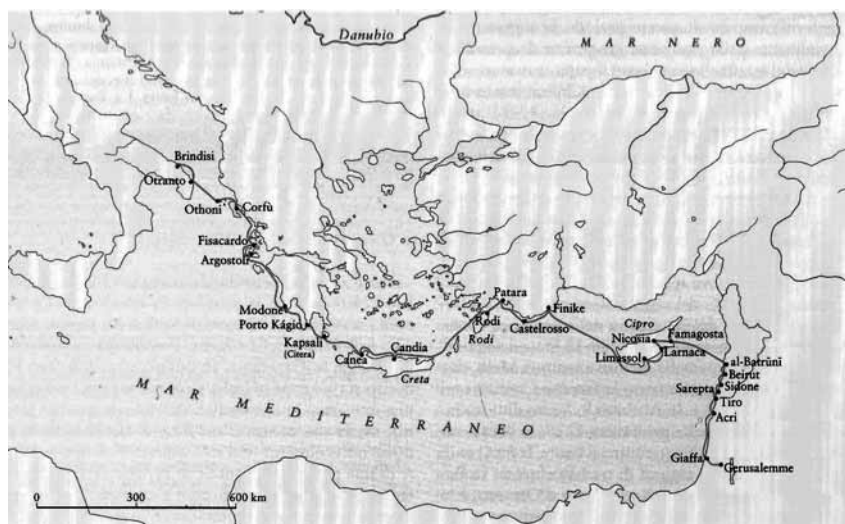 Danubio
MAR NERO
Brindisi
Otranto
Othoni
Corfù
Fisacardo
Argostoli
Modone
Porto Kágio
Kapsali
(Citera)
Canea
Candia
Creta
Patara
Rodi
Rodi
Castelrosso
Finike
Cipro
Nicosia
Famagosta
Limassol
Larnaca
al-Batrūnī
Beirut
Sidone
Sarepta
Tiro
Acri
Giaffa
Gerusalemme
MAR MEDITERRANEO
0 300 600 km